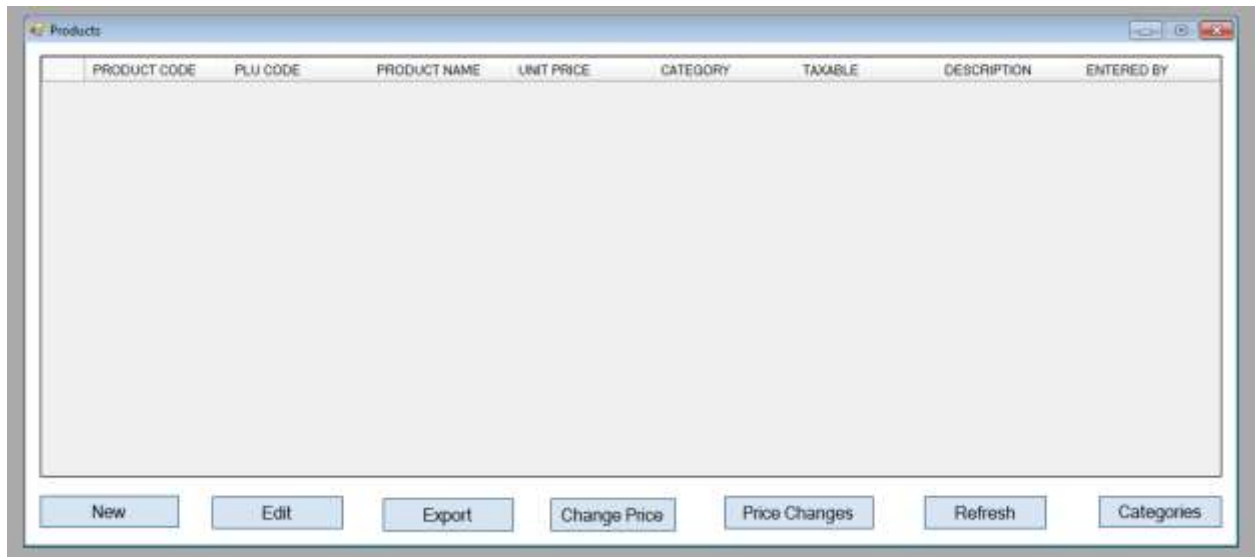 Products
PRODUCT CODE PLU CODE PRODUCT NAME UNIT PRICE CATEGORY TAXABLE DESCRIPTION ENTERED BY
New Edit Export Change Price Price Changes Refresh Categories